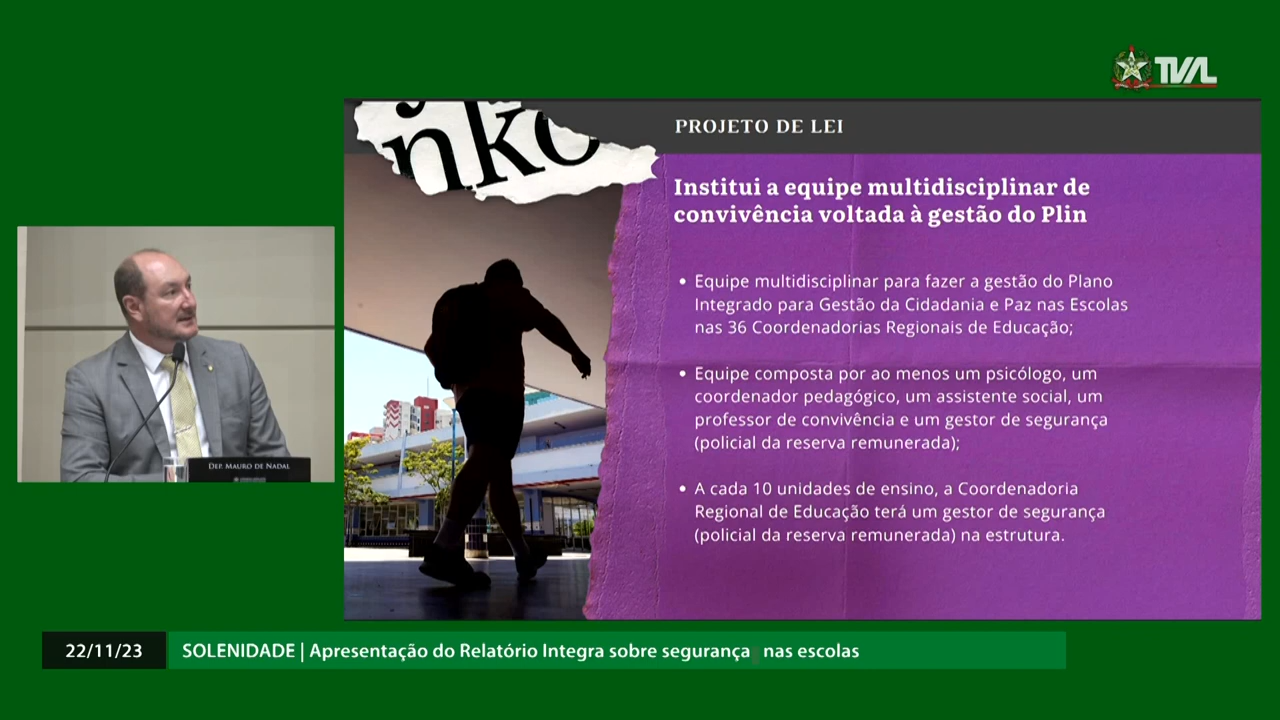 TVAL
ñko
PROJETO DE LEI
Institui a equipe multidisciplinar de
convivência voltada à gestão do Plin
• Equipe multidisciplinar para fazer a gestão do Plano
Integrado para Gestão da Cidadania e Paz nas Escolas
nas 36 Coordenadorias Regionais de Educação;
• Equipe composta por ao menos um psicólogo, um
coordenador pedagógico, um assistente social, um
professor de convivência e um gestor de segurança
(policial da reserva remunerada);
• A cada 10 unidades de ensino, a Coordenadoria
Regional de Educação terá um gestor de segurança
(policial da reserva remunerada) na estrutura.
DEP. MAURO DE NADAL
22/11/23
SOLENIDADE | Apresentação do Relatório Integra sobre segurança nas escolas